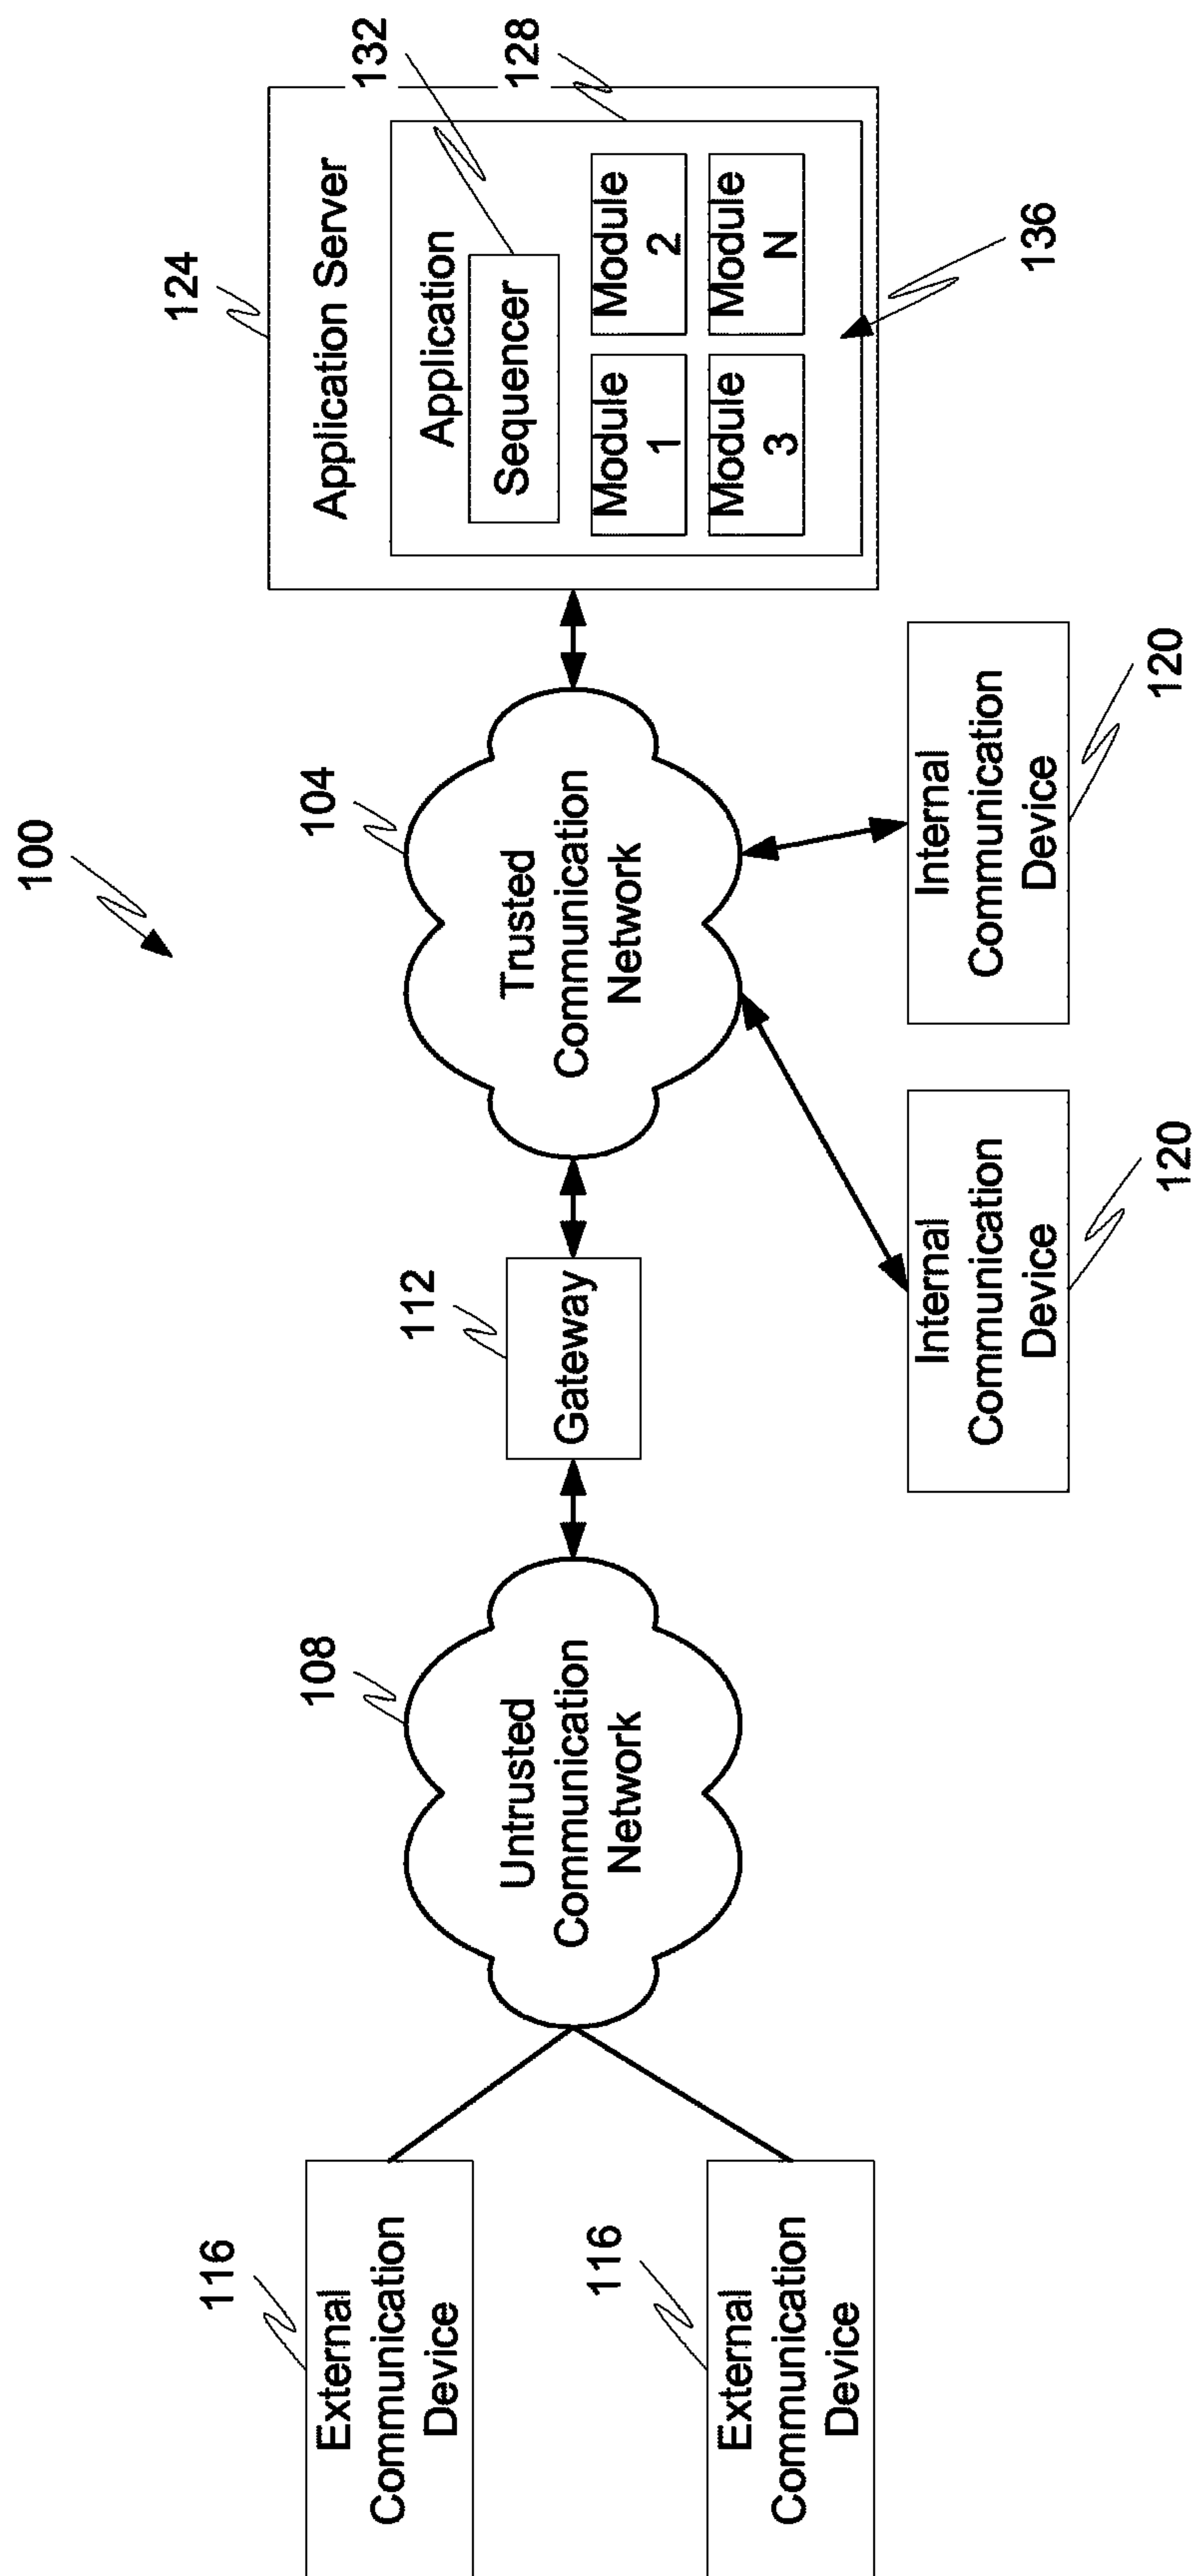 100
116
External
Communication
Device
116
External
Communication
Device
108
Untrusted
Communication
Network
112
Gateway
104
Trusted
Communication
Network
120
Internal
Communication
Device
120
Internal
Communication
Device
124
Application Server
132
128
Application
Sequencer
Module
1
Module
2
Module
3
Module
N
136